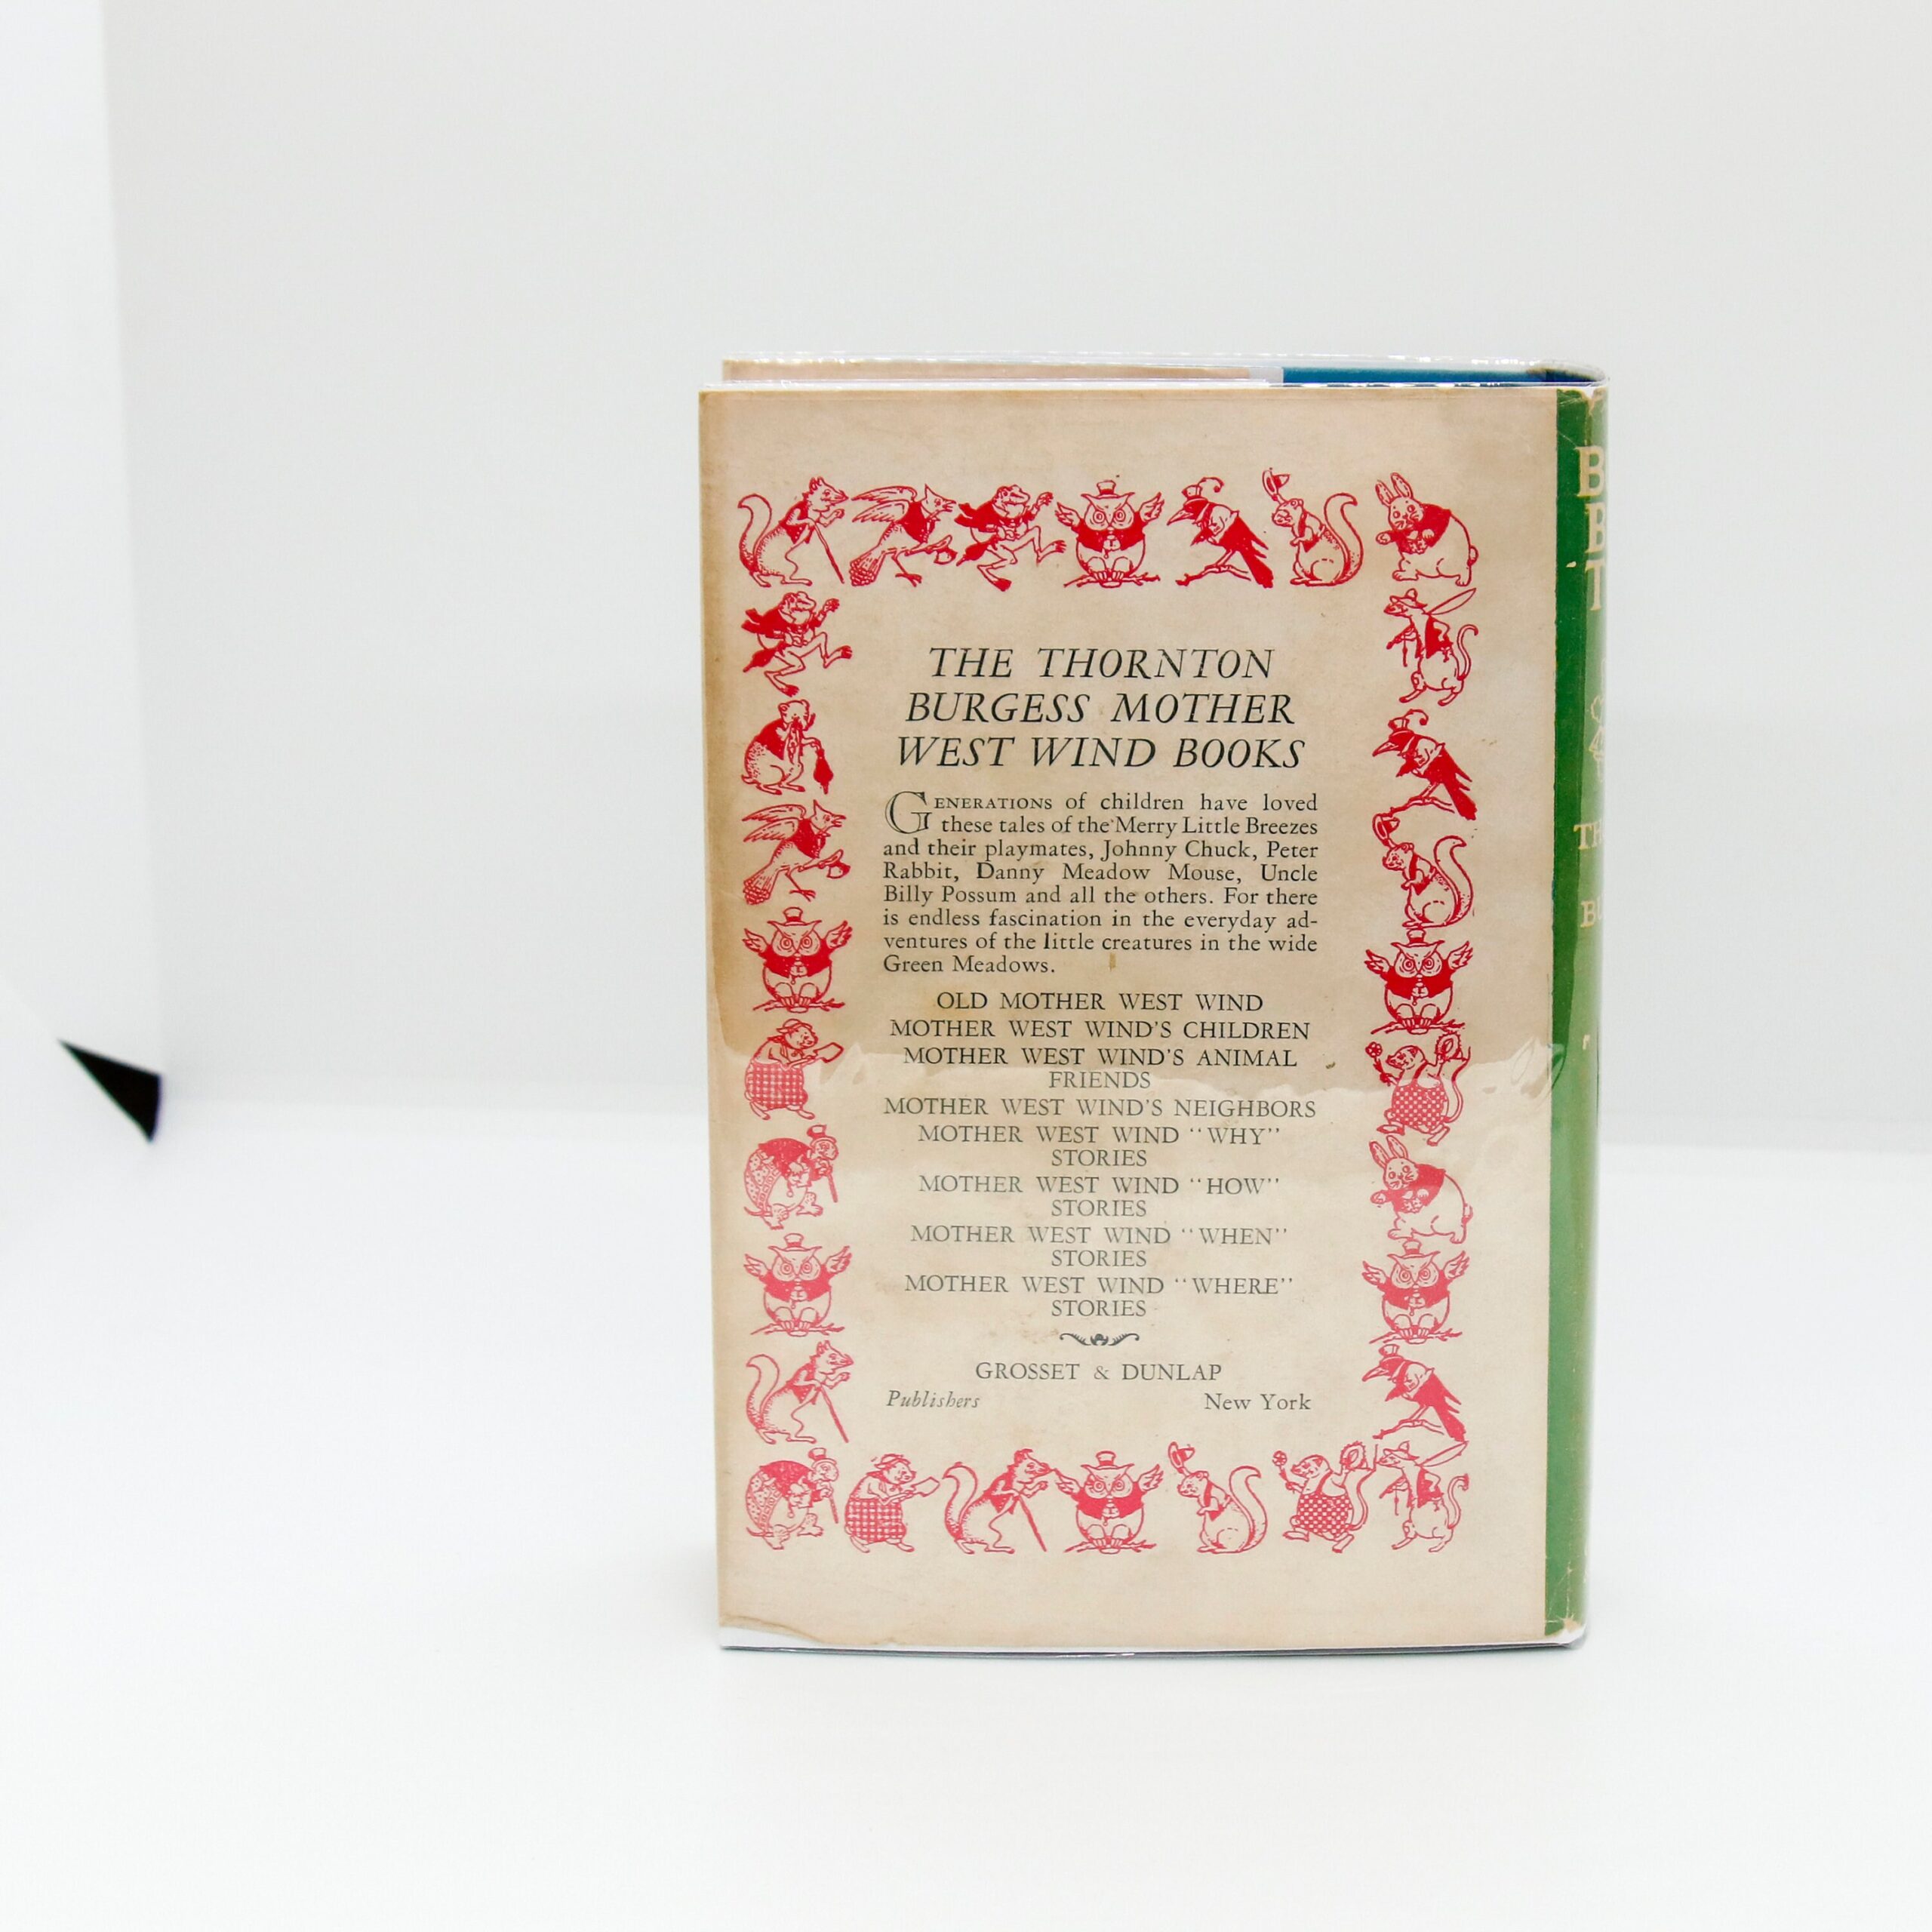 THE THORNTON
BURGESS MOTHER
WEST WIND BOOKS
GENERATIONS of children have loved
these tales of the Merry Little Breezes
and their playmates, Johnny Chuck, Peter
Rabbit, Danny Meadow Mouse, Uncle
Billy Possum and all the others. For there
is endless fascination in the everyday ad-
ventures of the little creatures in the wide
Green Meadows.
OLD MOTHER WEST WIND
MOTHER WEST WIND'S CHILDREN
MOTHER WEST WIND'S ANIMAL
FRIENDS
MOTHER WEST WIND'S NEIGHBORS
MOTHER WEST WIND "WHY"
STORIES
MOTHER WEST WIND "HOW"
STORIES
MOTHER WEST WIND "WHEN"
STORIES
MOTHER WEST WIND "WHERE"
STORIES
GROSSET & DUNLAP
Publishers New York